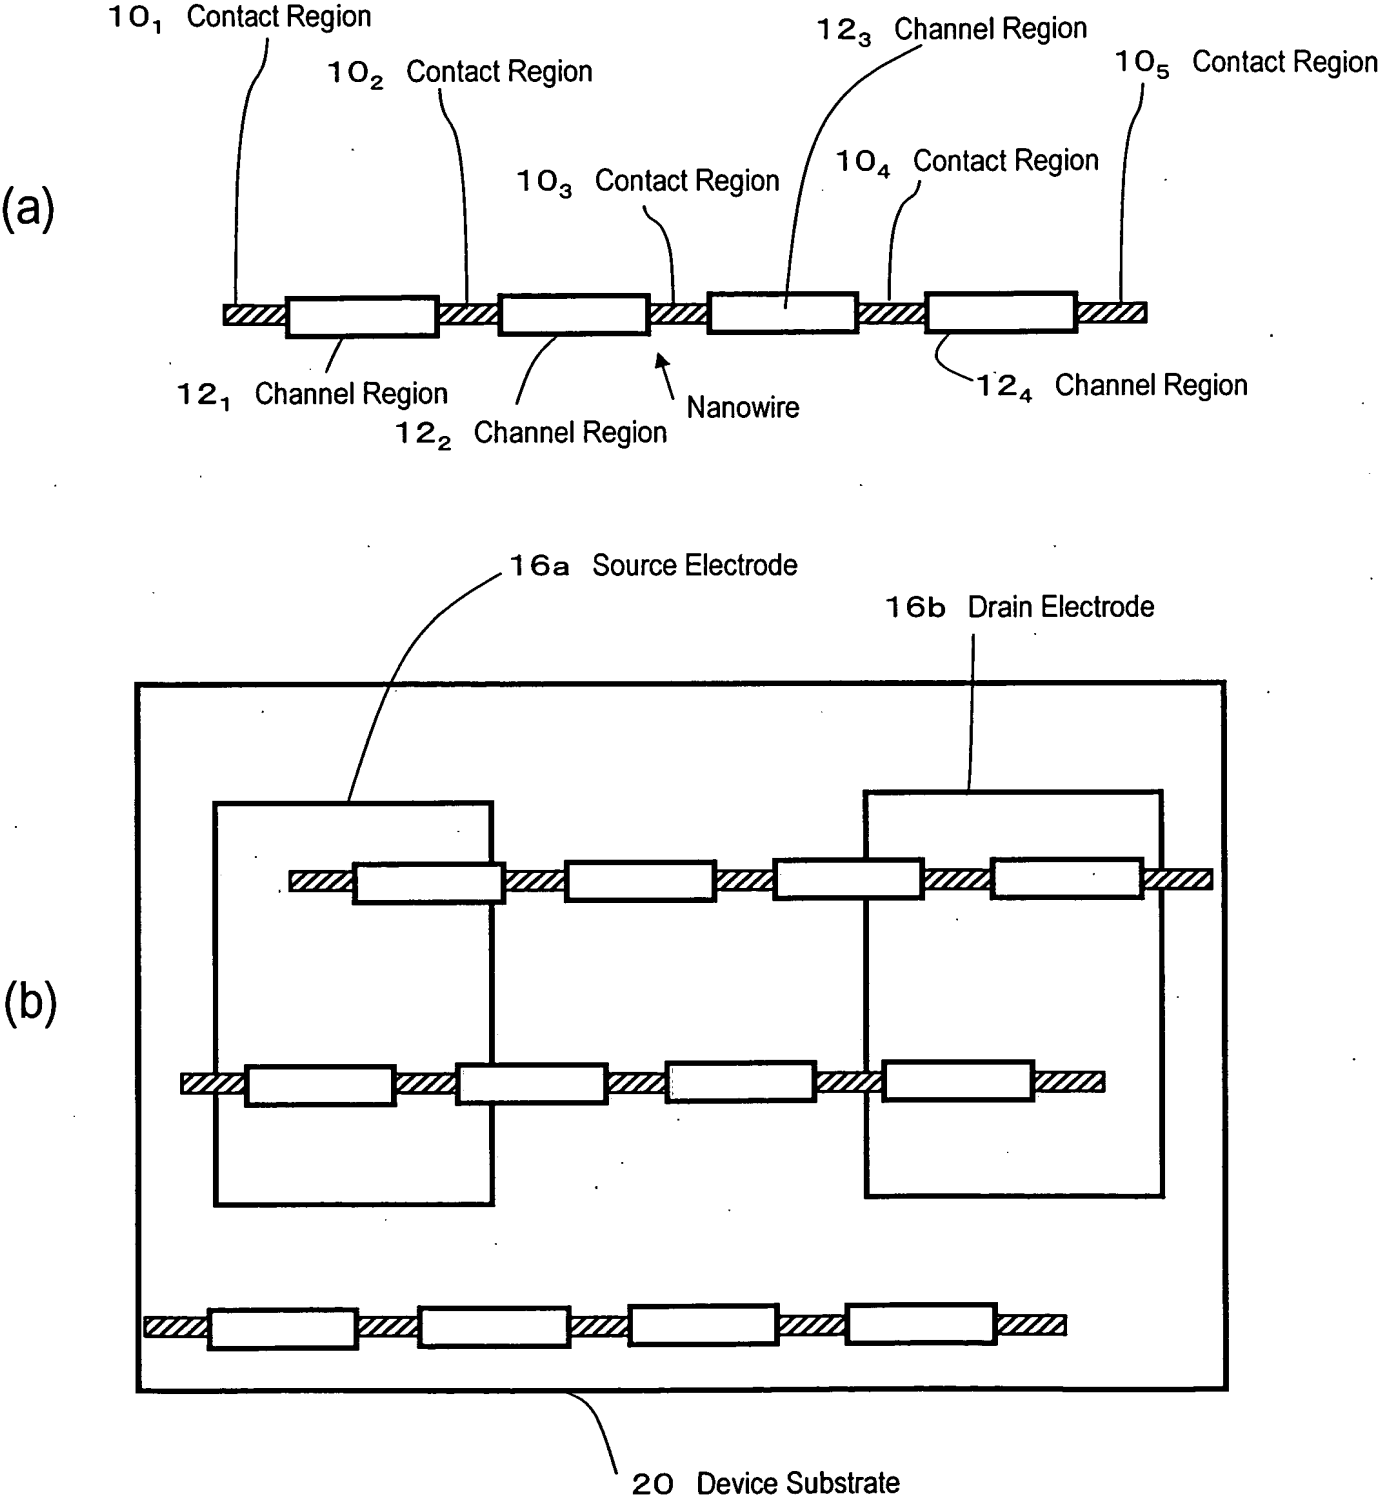 10₁ Contact Region
12₃ Channel Region
10₂ Contact Region
10₅ Contact Region
10₄ Contact Region
10₃ Contact Region
(a)
12₁ Channel Region
12₄ Channel Region
Nanowire
12₂ Channel Region
16a Source Electrode
16b Drain Electrode
(b)
20 Device Substrate